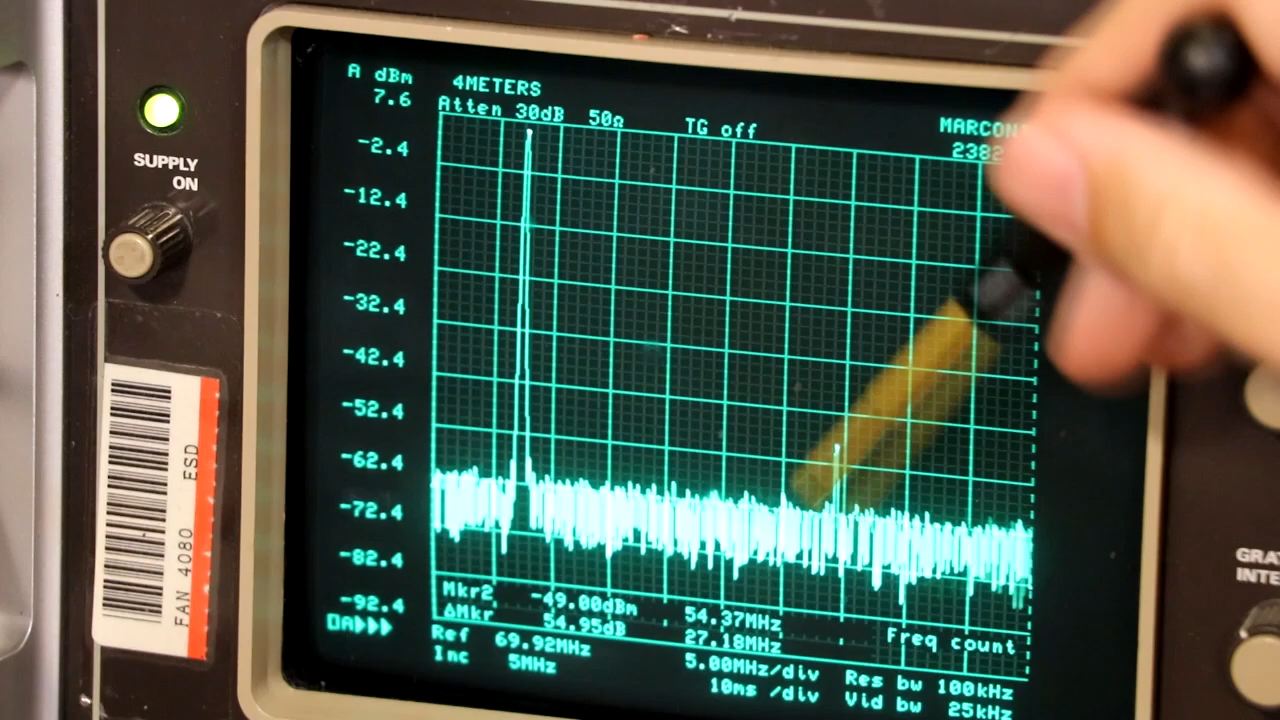 A dBm
7.6
-2.4
-12.4
-22.4
-32.4
-42.4
-52.4
-62.4
-72.4
-82.4
-92.4
4METERS
Atten 30dB 50Ω TG off
MARCONI
2382
Mkr2 -49.00dBm 54.37MHz
ΔMkr 54.95dB 27.18MHz Freq count
Ref 69.92MHz 5.00MHz/div Res bw 100kHz
Inc 5MHz 10ms /div Vid bw 25kHz
SUPPLY
ON
FAN 4080 ESD
GRA
INTE